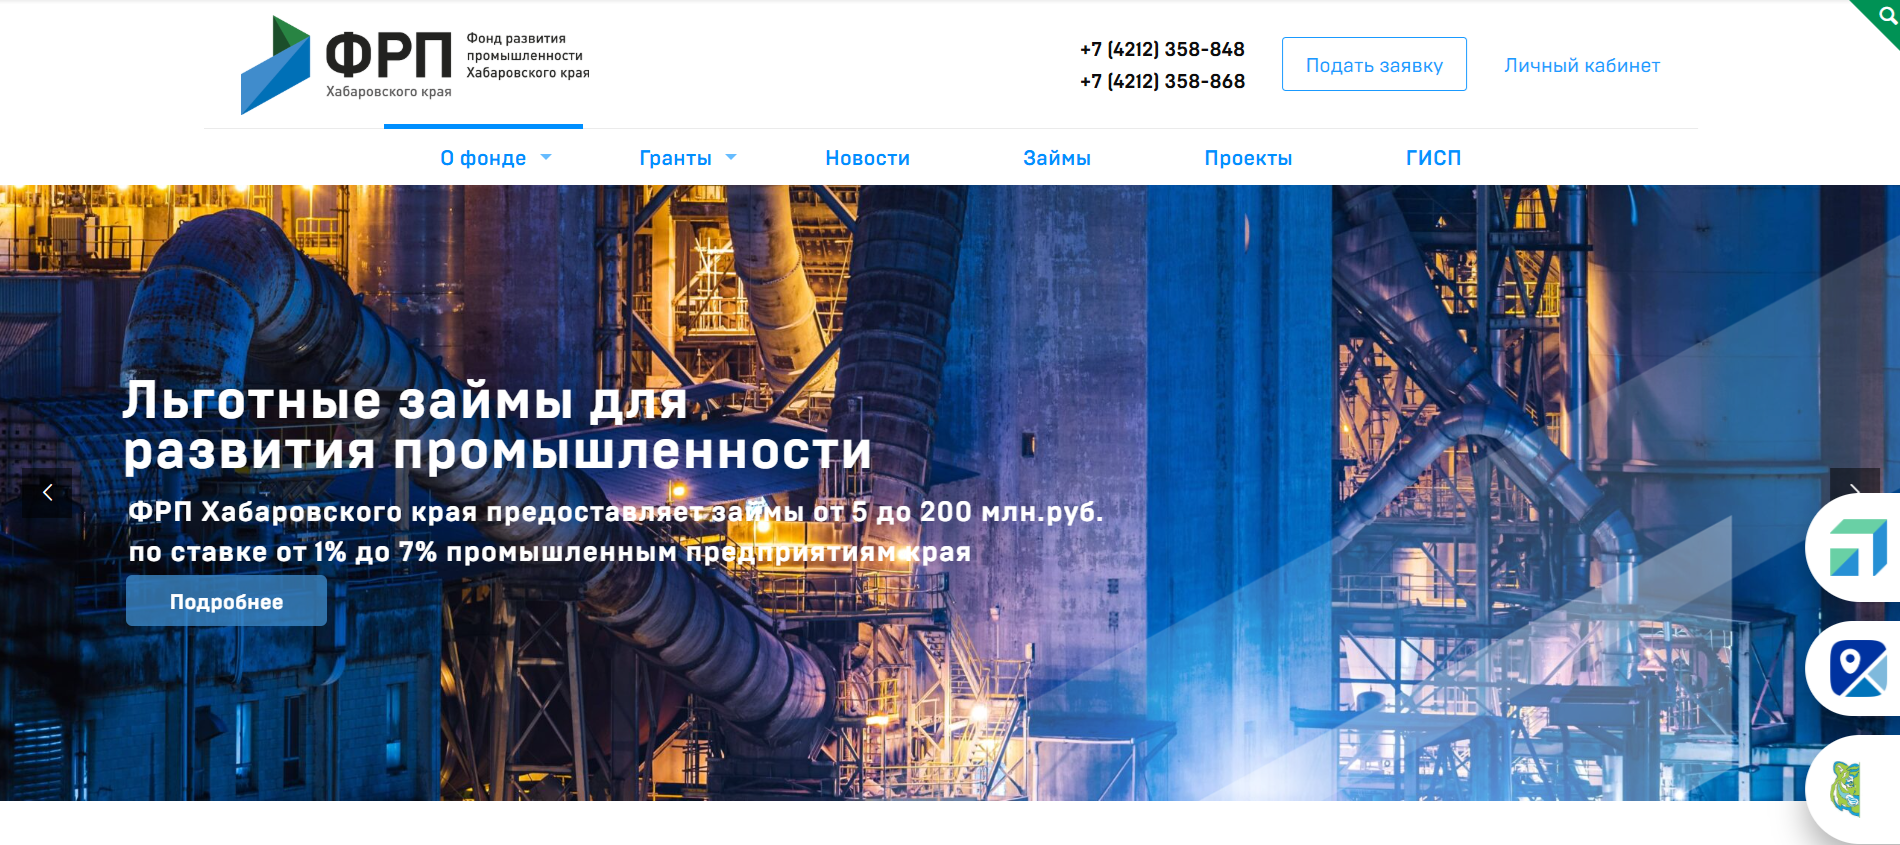 ФРП
Хабаровского края
Фонд развития
промышленности
Хабаровского края
+7 (4212) 358-848
+7 (4212) 358-868
Подать заявку
Личный кабинет
О фонде
Гранты
Новости
Займы
Проекты
ГИСП
Льготные займы для
развития промышленности
ФРП Хабаровского края предоставляет займы от 5 до 200 млн.руб.
по ставке от 1% до 7% промышленным предприятиям края
Подробнее